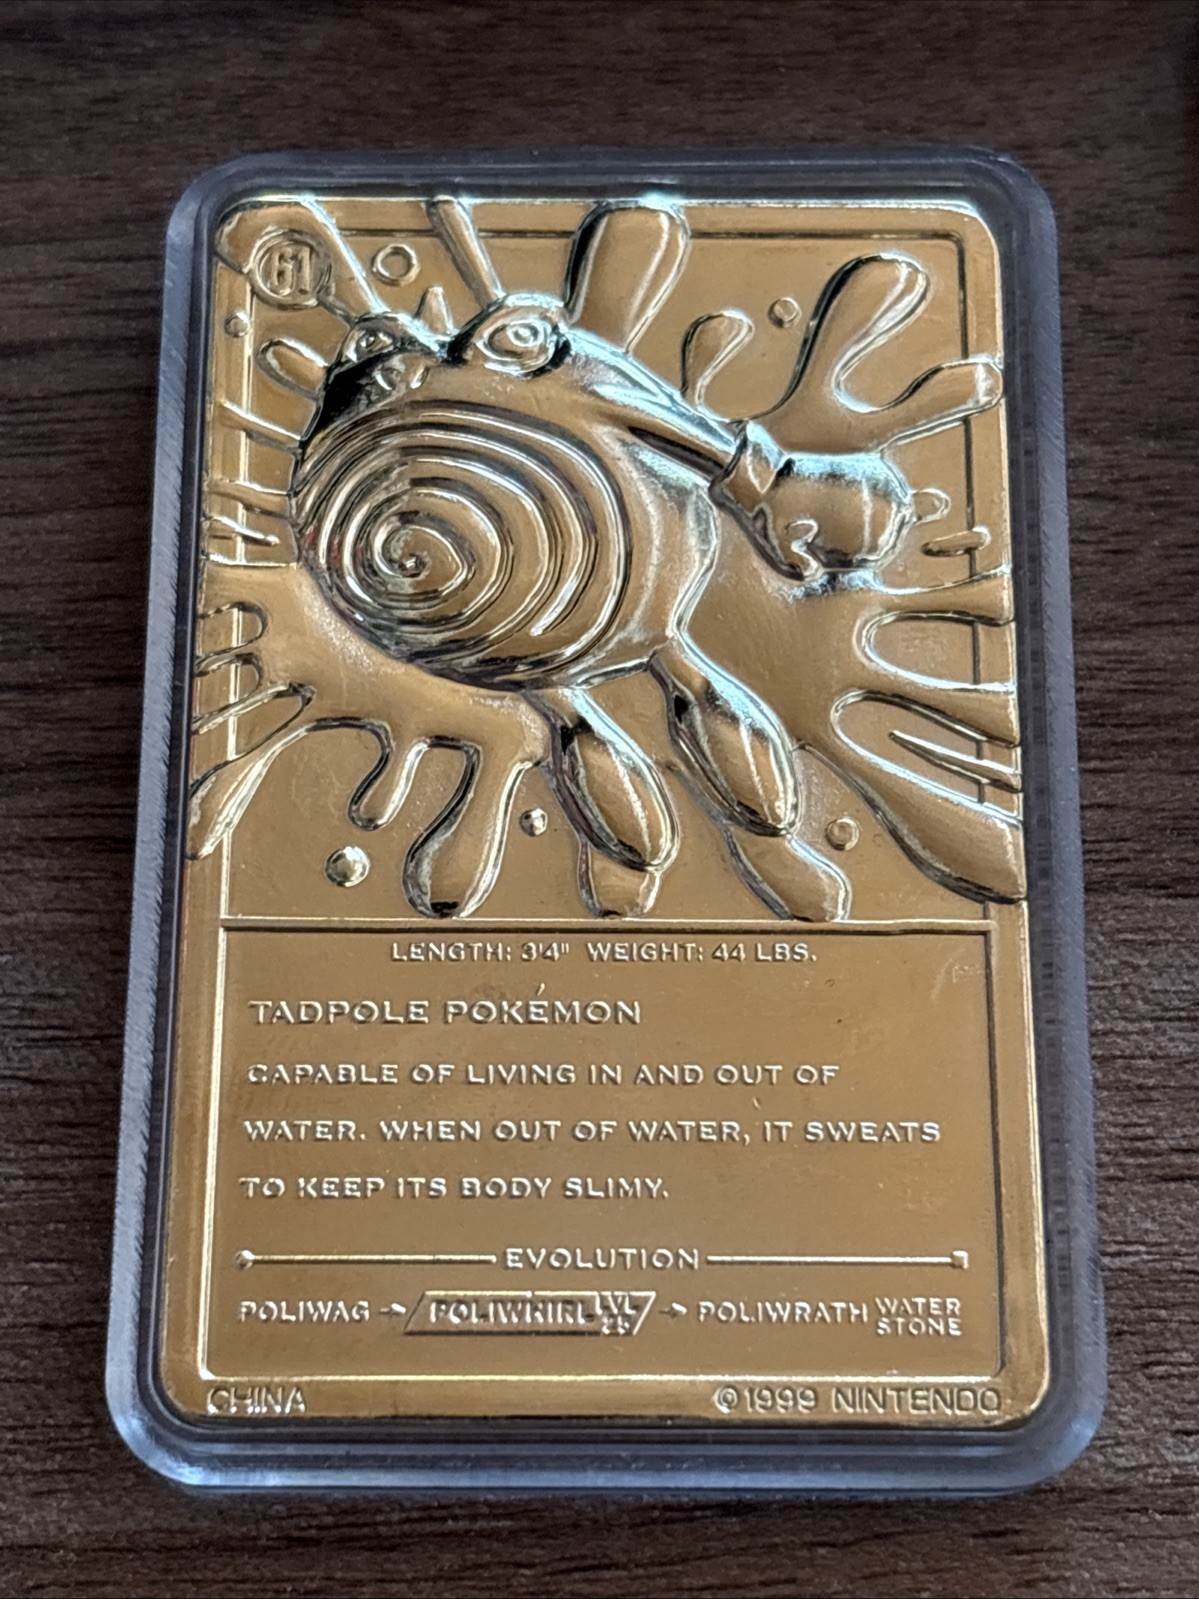 61
LENGTH: 3'4" WEIGHT: 44 LBS.
TADPOLE POKÉMON
CAPABLE OF LIVING IN AND OUT OF
WATER. WHEN OUT OF WATER, IT SWEATS
TO KEEP ITS BODY SLIMY.
EVOLUTION
POLIWAG → POLIWHIRL LVL 25 → POLIWRATH WATER STONE
CHINA ©1999 NINTENDO